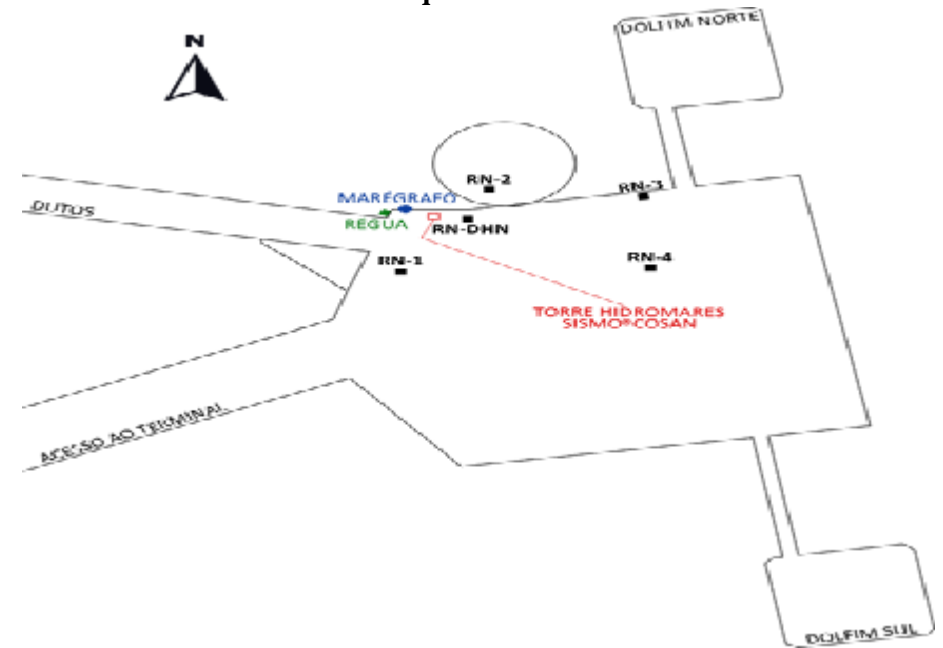 DOLFIM NORTE
N
RN-2
RN-3
MARÉGRAFO
DUTOS
RÉGUA
RN-DHN
RN-1
RN-4
TORRE HIDROMARES
SISMO®COSAN
ACESSO AO TERMINAL
DOLFIM SUL